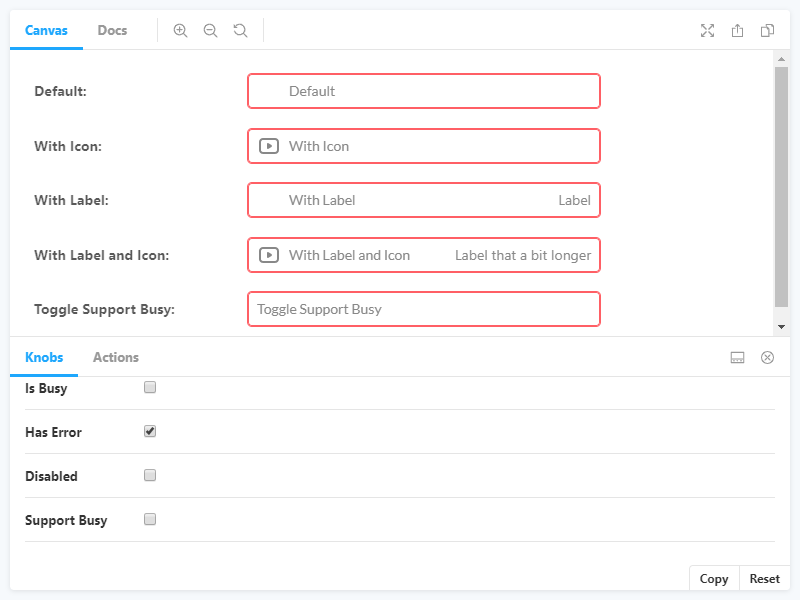 Canvas Docs
Default: Default
With Icon: With Icon
With Label: With Label Label
With Label and Icon: With Label and Icon Label that a bit longer
Toggle Support Busy: Toggle Support Busy
Knobs Actions
Is Busy
Has Error
Disabled
Support Busy
Copy Reset